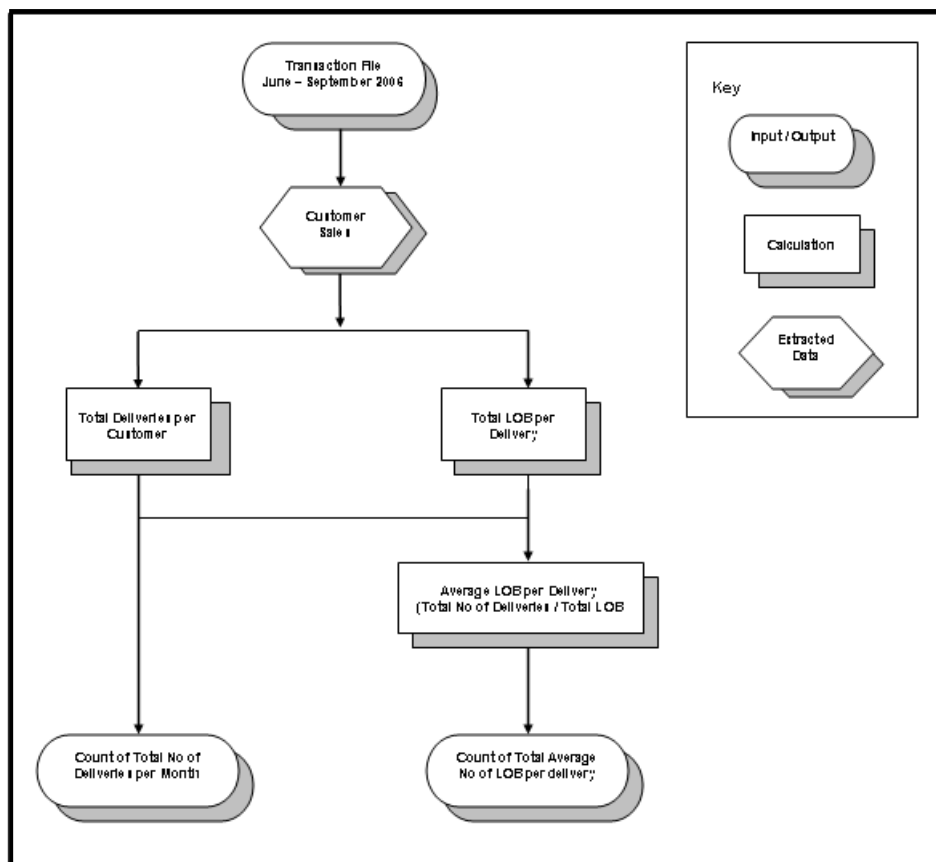 Transaction File
June – September 2006
Key
Input / Output
Customer
Sales
Calculation
Extracted
Data
Total Deliveries per
Customer
Total LOB per
Delivery
Average LOB per Delivery
(Total No of Deliveries / Total LOB
Count of Total No of
Deliveries per Month
Count of Total Average
No of LOB per delivery